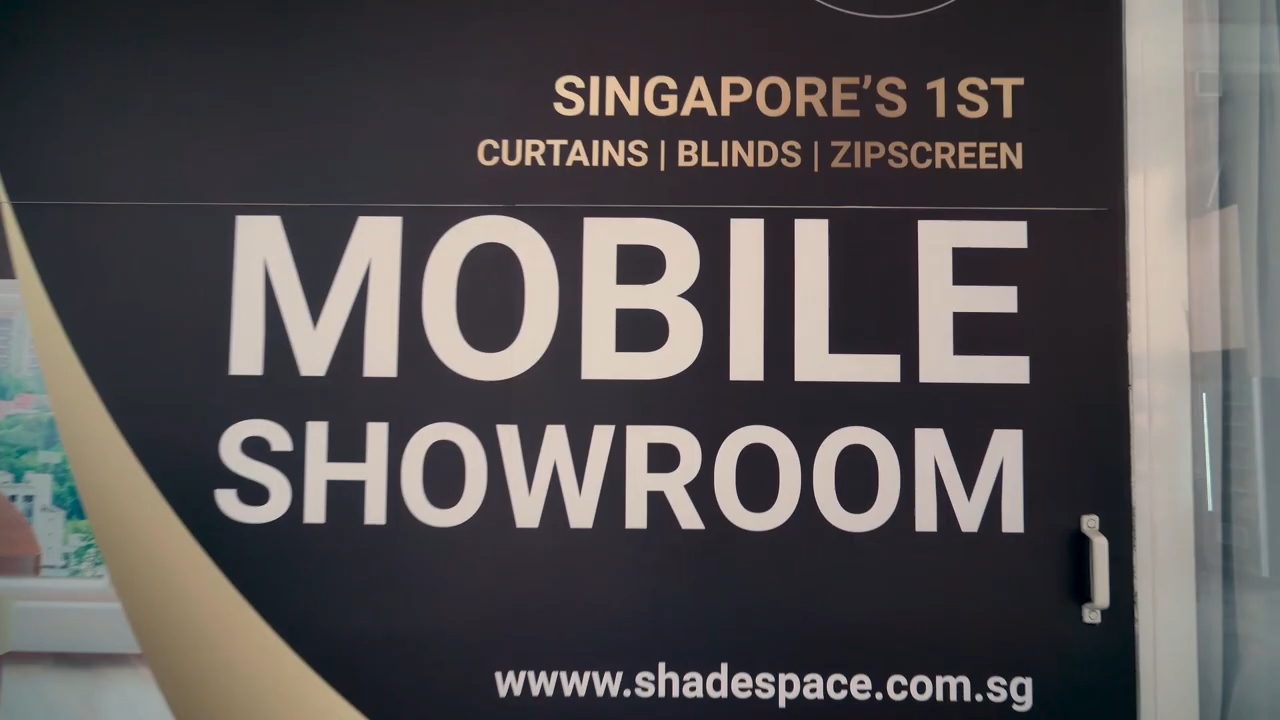 SINGAPORE’S 1ST
CURTAINS | BLINDS | ZIPSCREEN
MOBILE
SHOWROOM
www.shadespace.com.sg